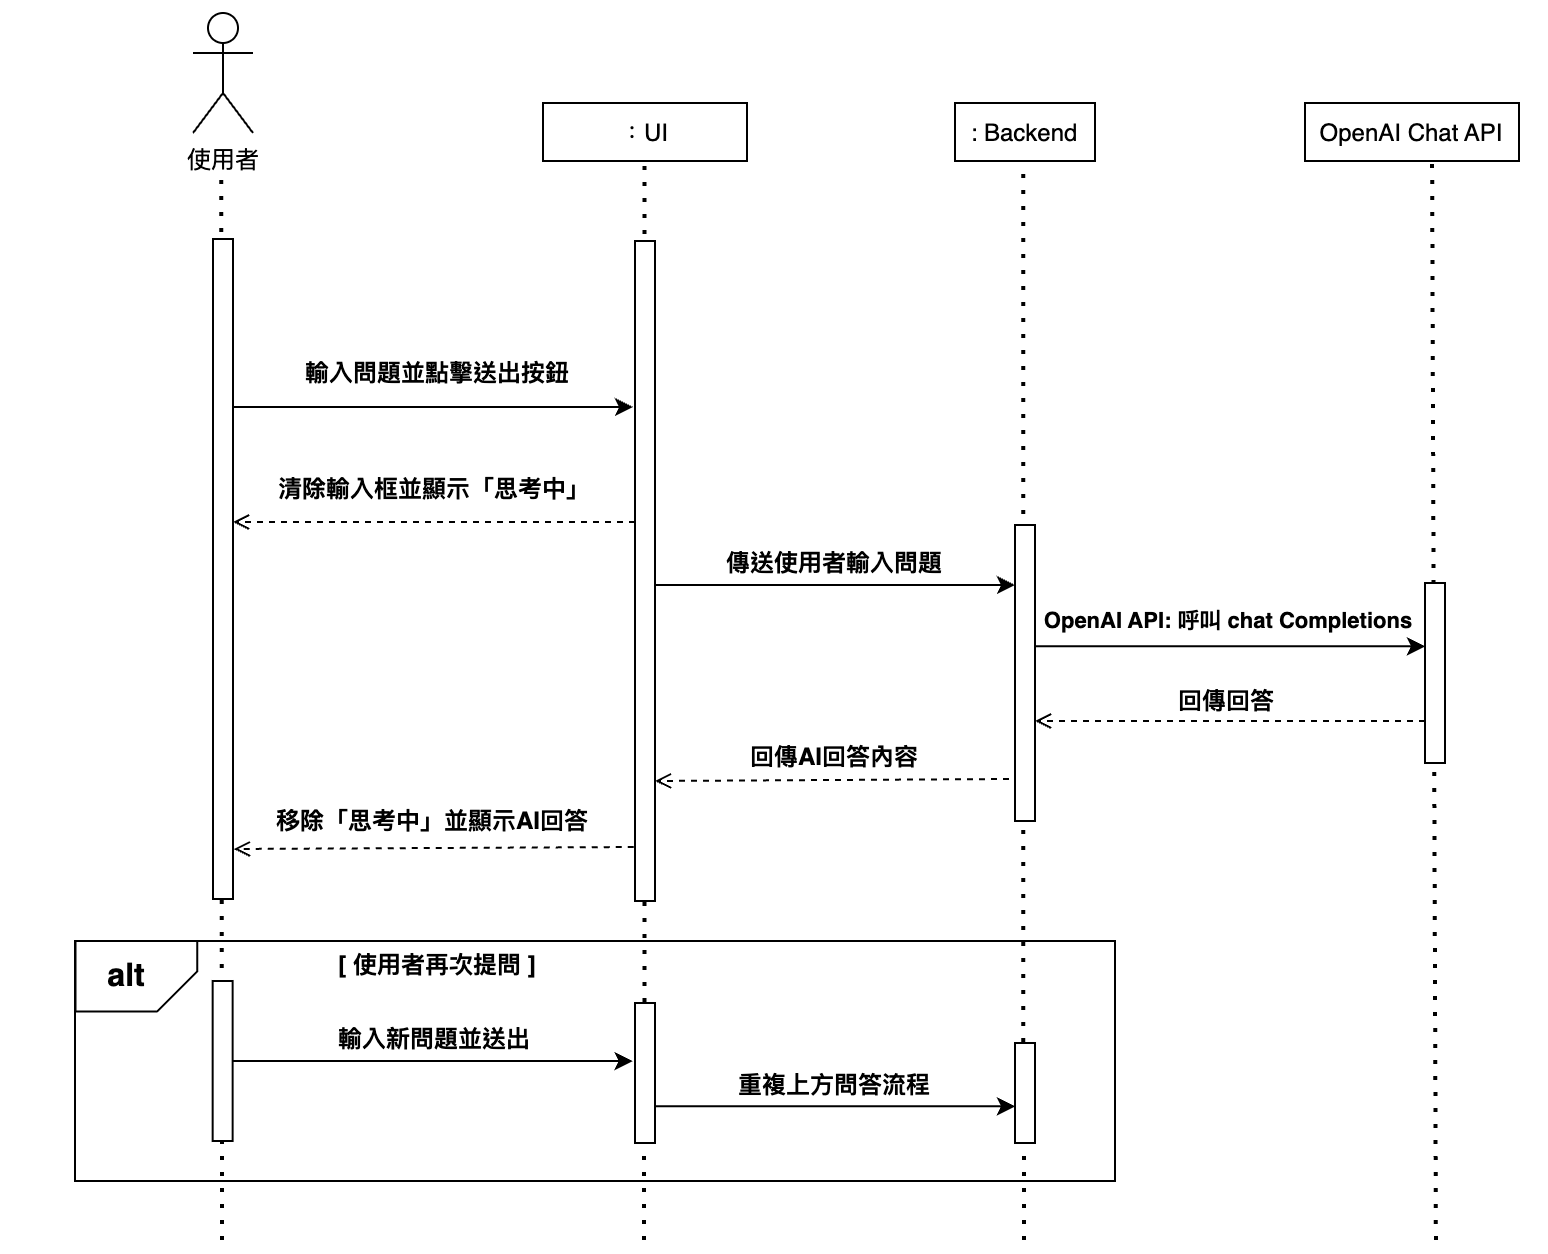 使用者
：UI
: Backend
OpenAI Chat API
輸入問題並點擊送出按鈕
清除輸入框並顯示「思考中」
傳送使用者輸入問題
OpenAI API: 呼叫 chat Completions
回傳回答
回傳AI回答內容
移除「思考中」並顯示AI回答
alt
[ 使用者再次提問 ]
輸入新問題並送出
重複上方問答流程